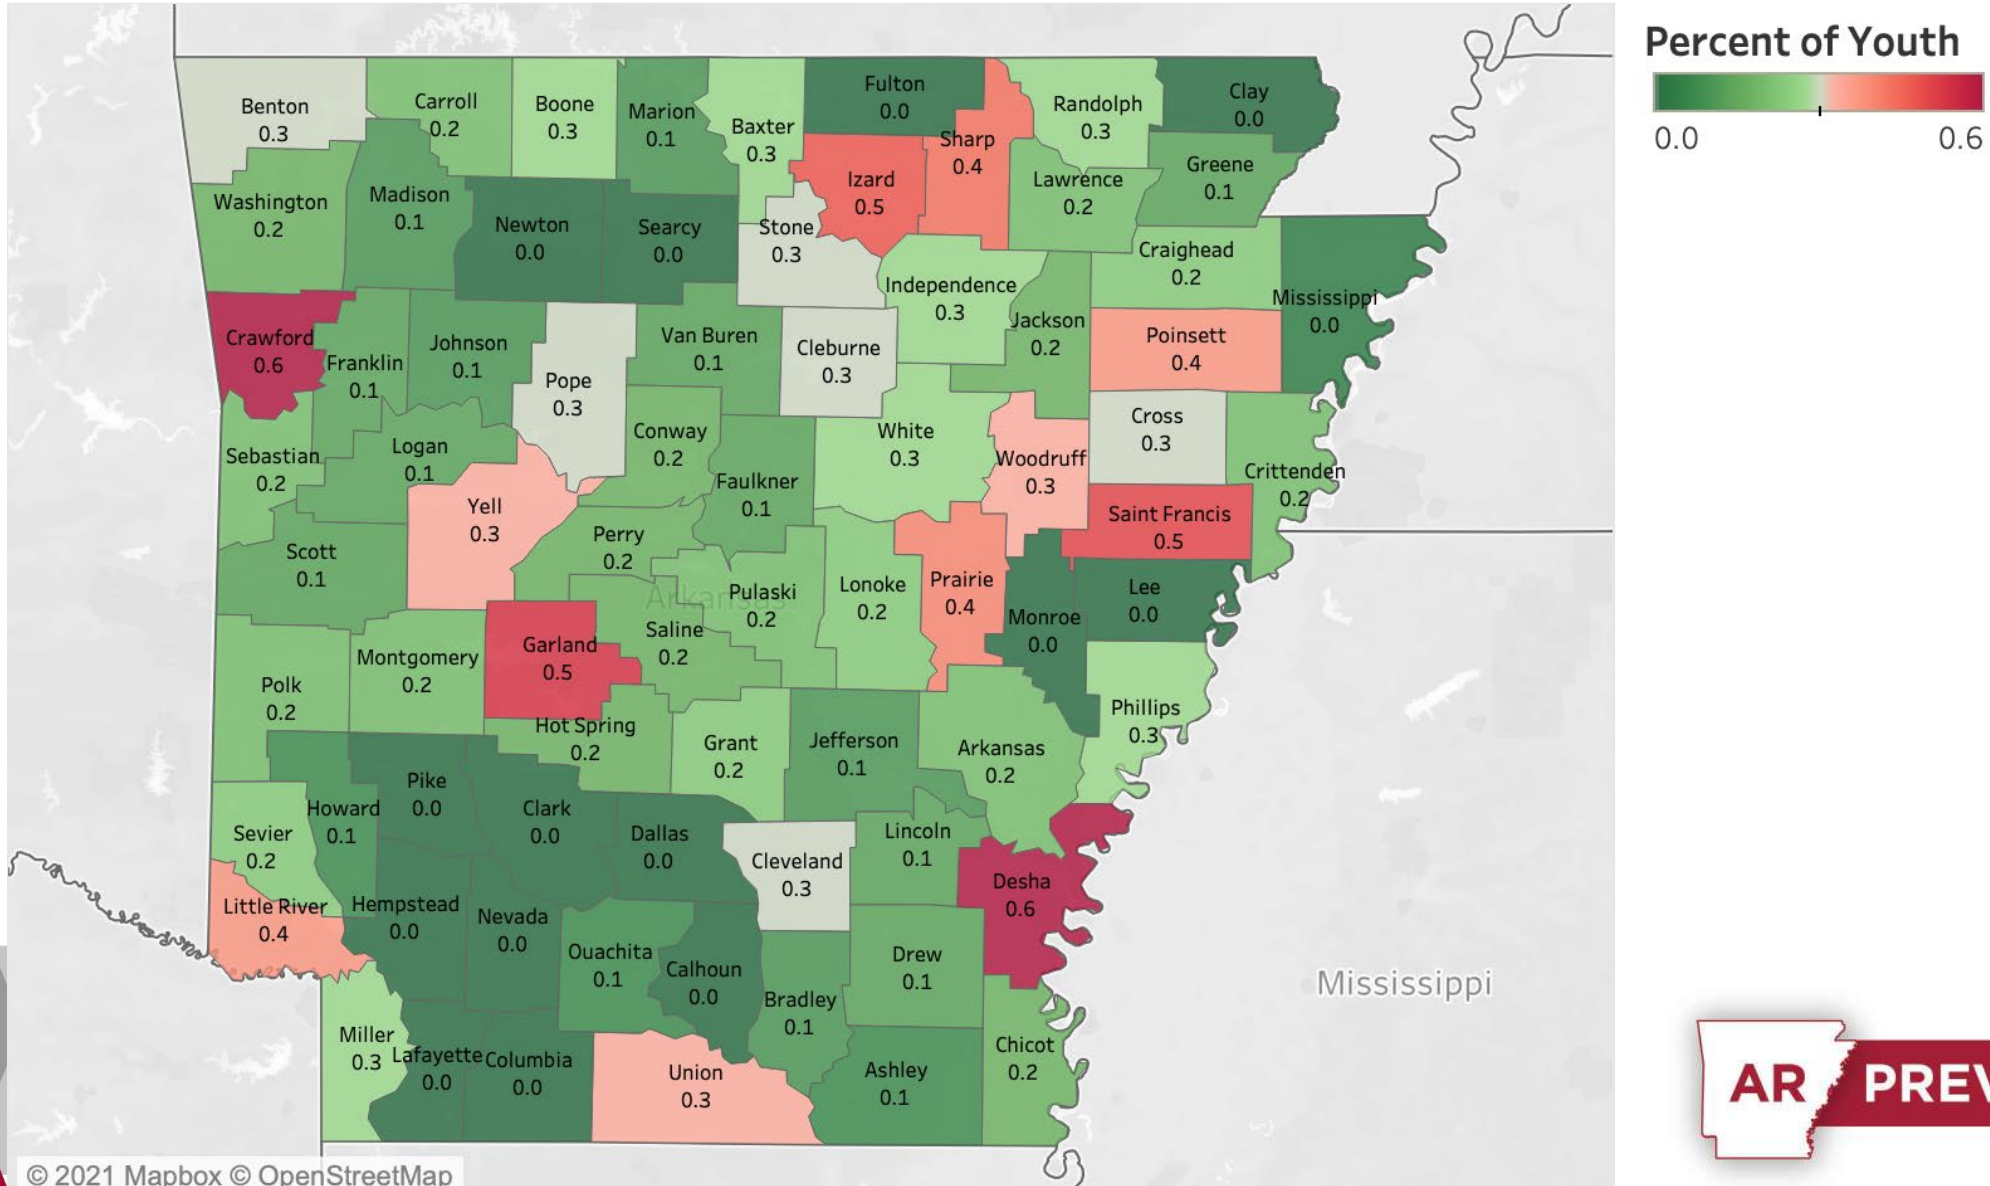 Percent of Youth
0.0 0.6
Benton
0.3
Carroll
0.2
Boone
0.3
Marion
0.1
Baxter
0.3
Fulton
0.0
Sharp
0.4
Randolph
0.3
Clay
0.0
Izard
0.5
Lawrence
0.2
Greene
0.1
Washington
0.2
Madison
0.1
Newton
0.0
Searcy
0.0
Stone
0.3
Independence
0.3
Craighead
0.2
Mississippi
0.0
Crawford
0.6
Franklin
0.1
Johnson
0.1
Pope
0.3
Van Buren
0.1
Cleburne
0.3
Jackson
0.2
Poinsett
0.4
Sebastian
0.2
Logan
0.1
Conway
0.2
Faulkner
0.1
White
0.3
Woodruff
0.3
Cross
0.3
Crittenden
0.2
Yell
0.3
Saint Francis
0.5
Scott
0.1
Perry
0.2
Arkansas
Pulaski
0.2
Lonoke
0.2
Prairie
0.4
Monroe
0.0
Lee
0.0
Polk
0.2
Montgomery
0.2
Garland
0.5
Saline
0.2
Hot Spring
0.2
Grant
0.2
Jefferson
0.1
Arkansas
0.2
Phillips
0.3
Sevier
0.2
Howard
0.1
Pike
0.0
Clark
0.0
Dallas
0.0
Cleveland
0.3
Lincoln
0.1
Desha
0.6
Little River
0.4
Hempstead
0.0
Nevada
0.0
Ouachita
0.1
Calhoun
0.0
Bradley
0.1
Drew
0.1
Mississippi
Miller
0.3
Lafayette
0.0
Columbia
0.0
Union
0.3
Ashley
0.1
Chicot
0.2
AR PREV
© 2021 Mapbox © OpenStreetMap